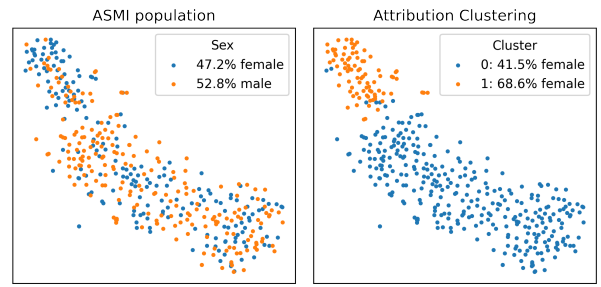 ASMI population
Sex
47.2% female
52.8% male
Attribution Clustering
Cluster
0: 41.5% female
1: 68.6% female